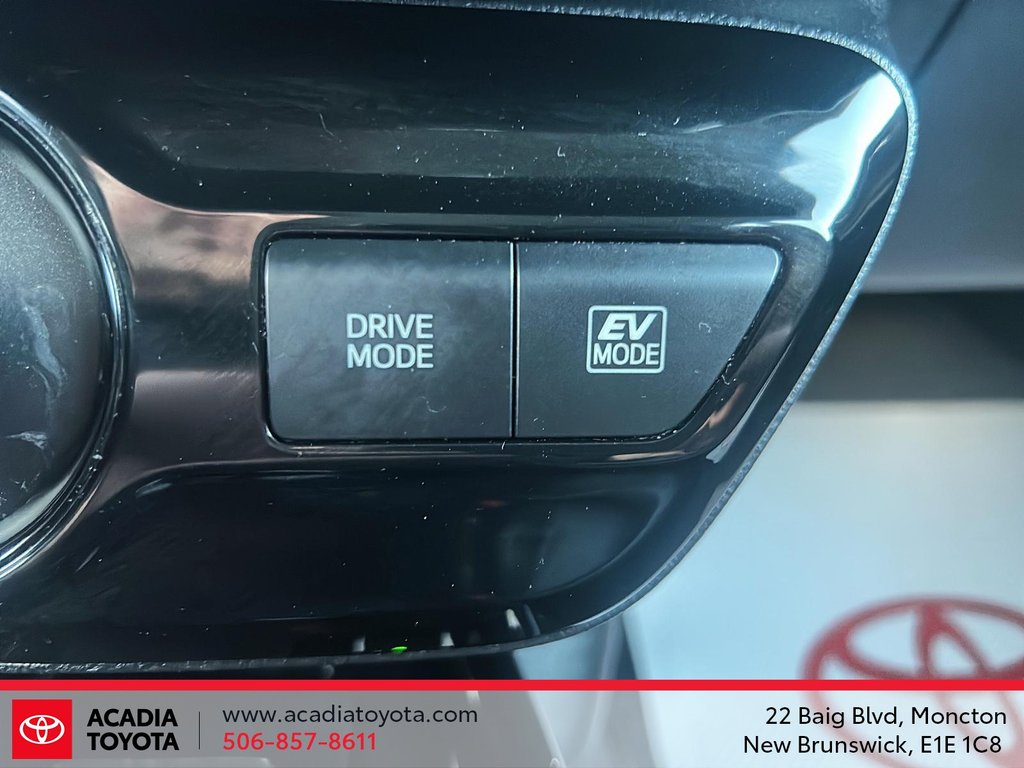 DRIVE
MODE
EV
MODE
ACADIA
TOYOTA
www.acadiatoyota.com
506-857-8611
22 Baig Blvd, Moncton
New Brunswick, E1E 1C8